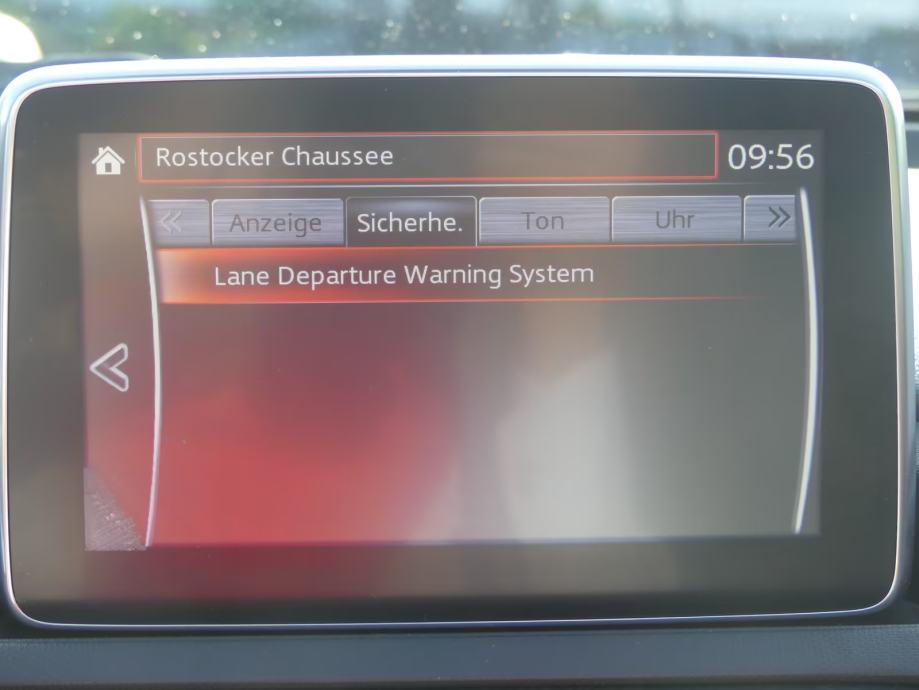 Rostocker Chaussee 09:56
Anzeige Sicherhe. Ton Uhr
Lane Departure Warning System